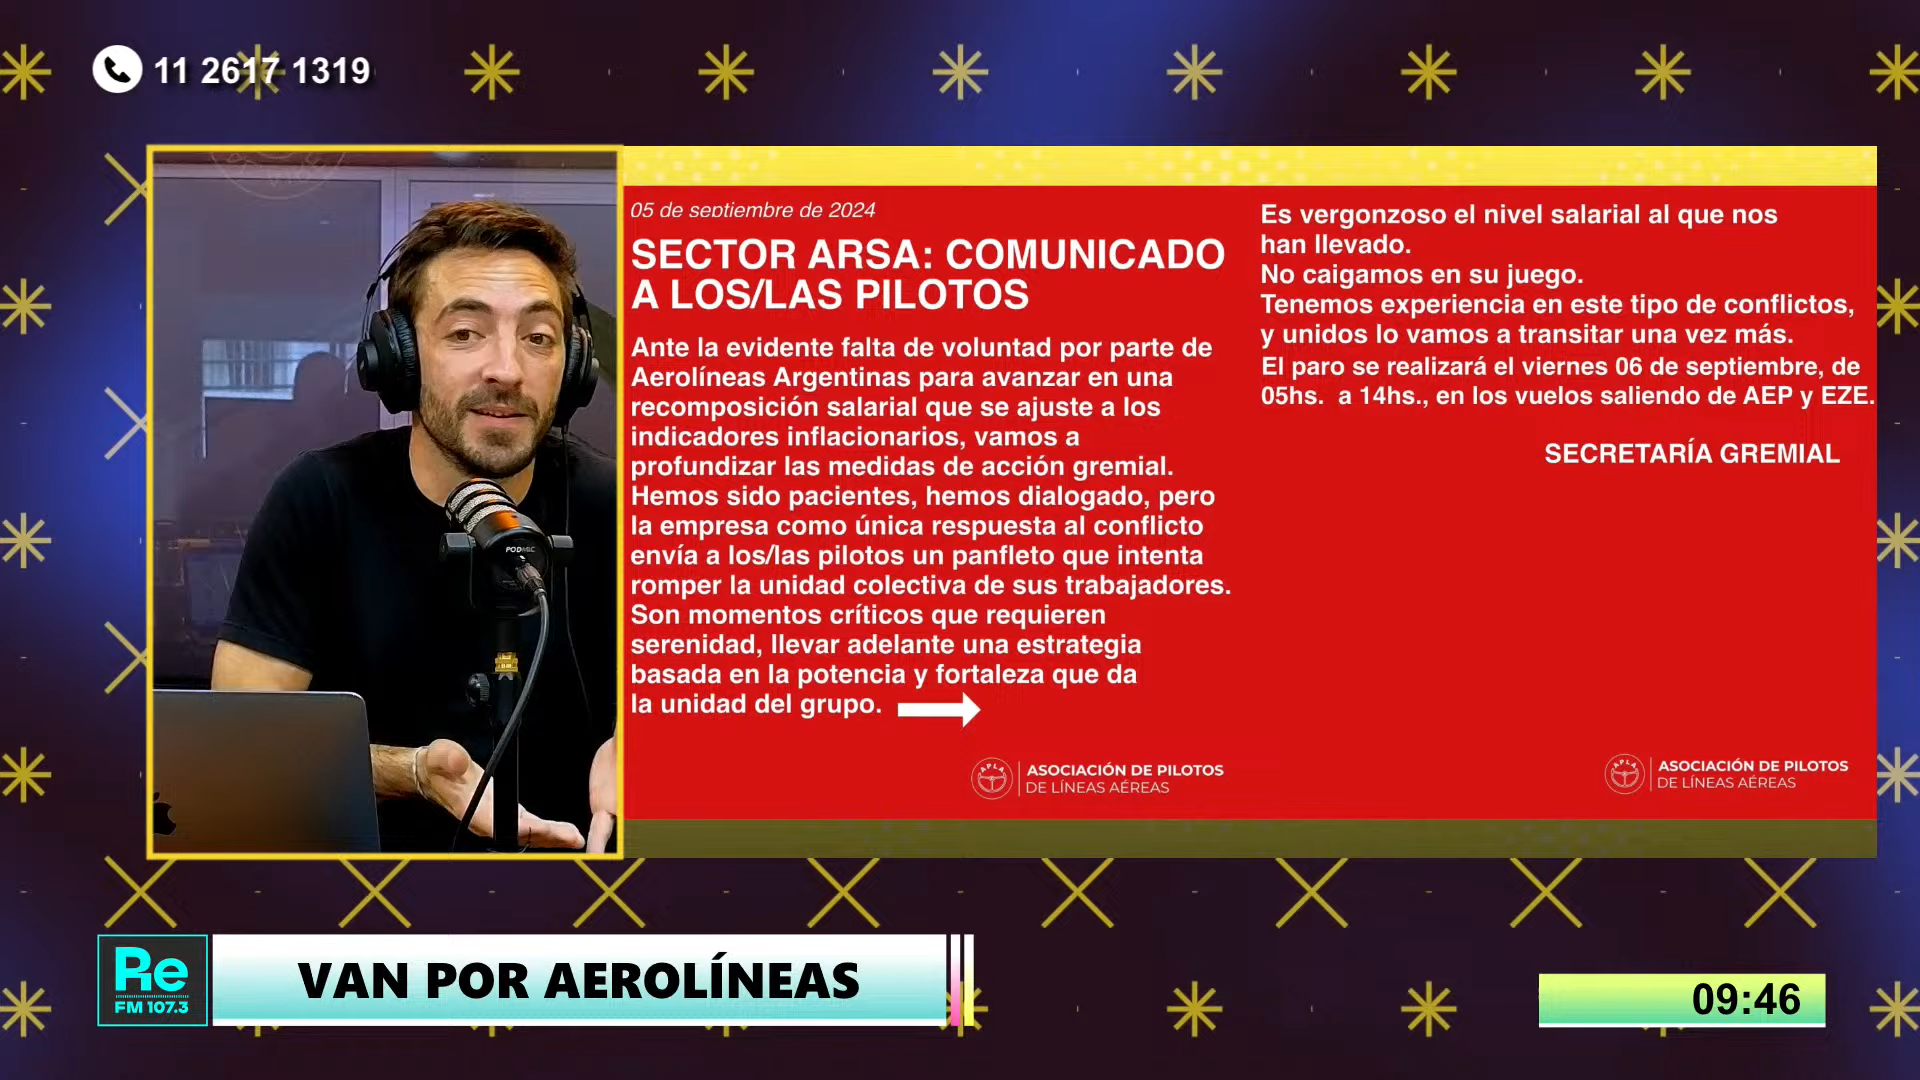 11 2617 1319
05 de septiembre de 2024
SECTOR ARSA: COMUNICADO
A LOS/LAS PILOTOS
Ante la evidente falta de voluntad por parte de
Aerolíneas Argentinas para avanzar en una
recomposición salarial que se ajuste a los
indicadores inflacionarios, vamos a
profundizar las medidas de acción gremial.
Hemos sido pacientes, hemos dialogado, pero
la empresa como única respuesta al conflicto
envía a los/las pilotos un panfleto que intenta
romper la unidad colectiva de sus trabajadores.
Son momentos críticos que requieren
serenidad, llevar adelante una estrategia
basada en la potencia y fortaleza que da
la unidad del grupo.
APLA
ASOCIACIÓN DE PILOTOS
DE LÍNEAS AÉREAS
Es vergonzoso el nivel salarial al que nos
han llevado.
No caigamos en su juego.
Tenemos experiencia en este tipo de conflictos,
y unidos lo vamos a transitar una vez más.
El paro se realizará el viernes 06 de septiembre, de
05hs. a 14hs., en los vuelos saliendo de AEP y EZE.
SECRETARÍA GREMIAL
APLA
ASOCIACIÓN DE PILOTOS
DE LÍNEAS AÉREAS
PODMIC
Re
FM 107.3
VAN POR AEROLÍNEAS
09:46